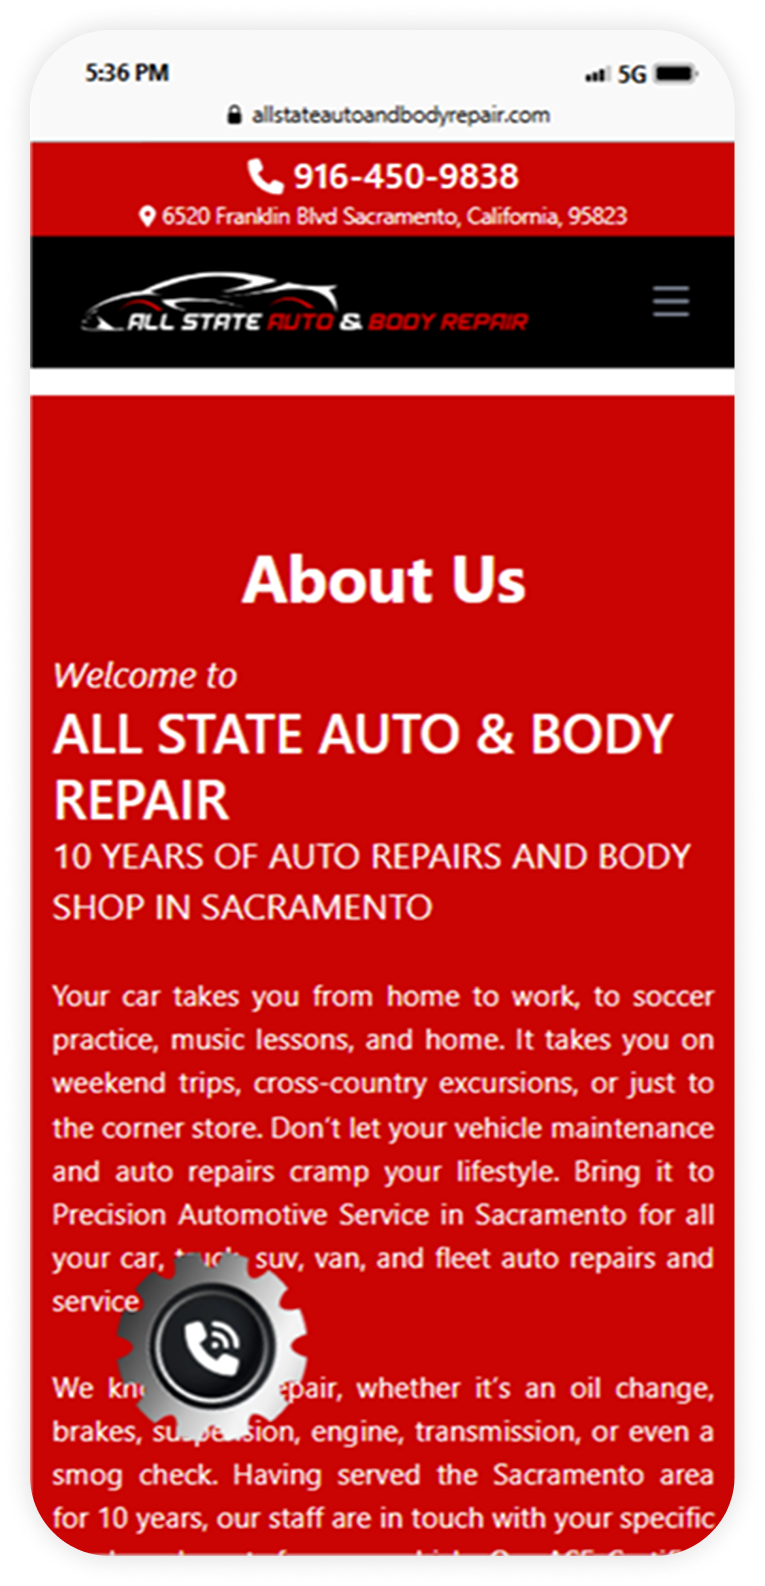 5:36 PM 5G
allstateautoandbodyrepair.com
916-450-9838
6520 Franklin Blvd Sacramento, California, 95823
ALL STATE AUTO & BODY REPAIR
About Us
Welcome to
ALL STATE AUTO & BODY
REPAIR
10 YEARS OF AUTO REPAIRS AND BODY
SHOP IN SACRAMENTO
Your car takes you from home to work, to soccer
practice, music lessons, and home. It takes you on
weekend trips, cross-country excursions, or just to
the corner store. Don't let your vehicle maintenance
and auto repairs cramp your lifestyle. Bring it to
Precision Automotive Service in Sacramento for all
your car, truck, suv, van, and fleet auto repairs and
service
We whether it's an oil change,
brakes, suspension, engine, transmission, or even a
smog check. Having served the Sacramento area
for 10 years, our staff are in touch with your specific